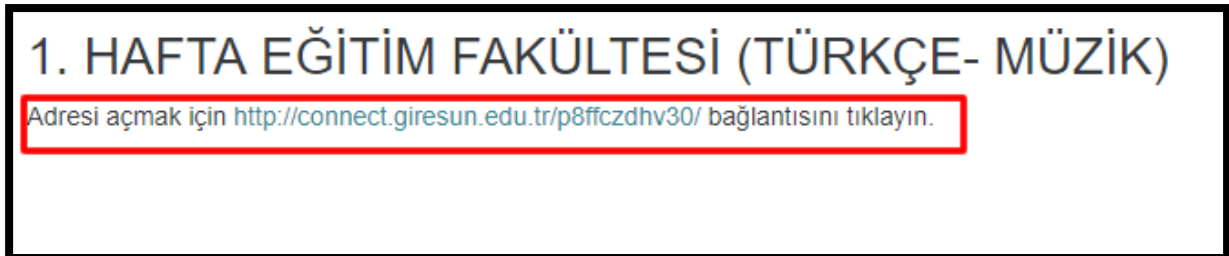 1. HAFTA EĞİTİM FAKÜLTESİ (TÜRKÇE- MÜZİK)
Adresi açmak için http://connect.giresun.edu.tr/p8ffczdhv30/ bağlantısını tıklayın.